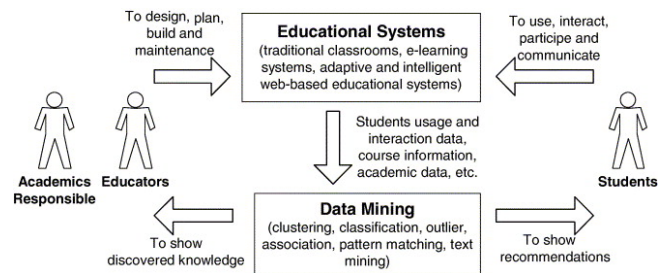 To design, plan,
build and
maintenance
Educational Systems
(traditional classrooms, e-learning
systems, adaptive and intelligent
web-based educational systems)
To use, interact,
participe and
communicate
Students usage and
interaction data,
course information,
academic data, etc.
Academics
Responsible
Educators
Students
Data Mining
(clustering, classification, outlier,
association, pattern matching, text
mining)
To show
discovered knowledge
To show
recommendations